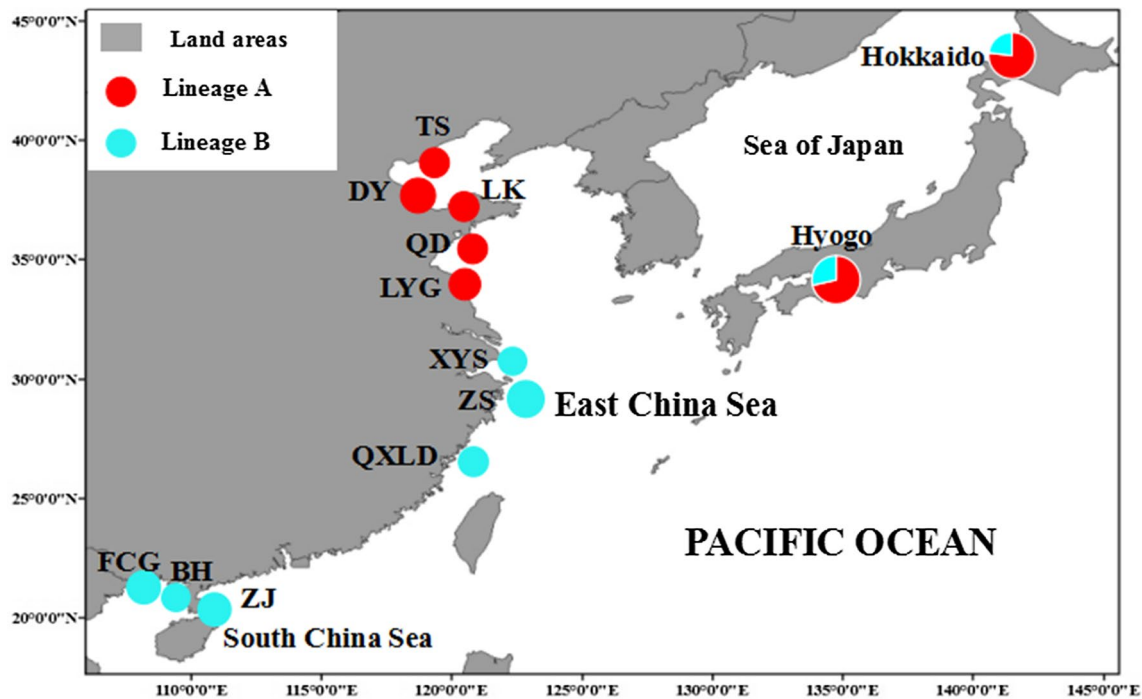 45°0'0"N
Land areas
Lineage A
Lineage B
Hokkaido
40°0'0"N
TS
Sea of Japan
DY
LK
QD
Hyogo
35°0'0"N
LYG
XYS
30°0'0"N
ZS
East China Sea
QXLD
25°0'0"N
PACIFIC OCEAN
FCG
BH
ZJ
20°0'0"N
South China Sea
110°0'0"E 115°0'0"E 120°0'0"E 125°0'0"E 130°0'0"E 135°0'0"E 140°0'0"E 145°0'0"E